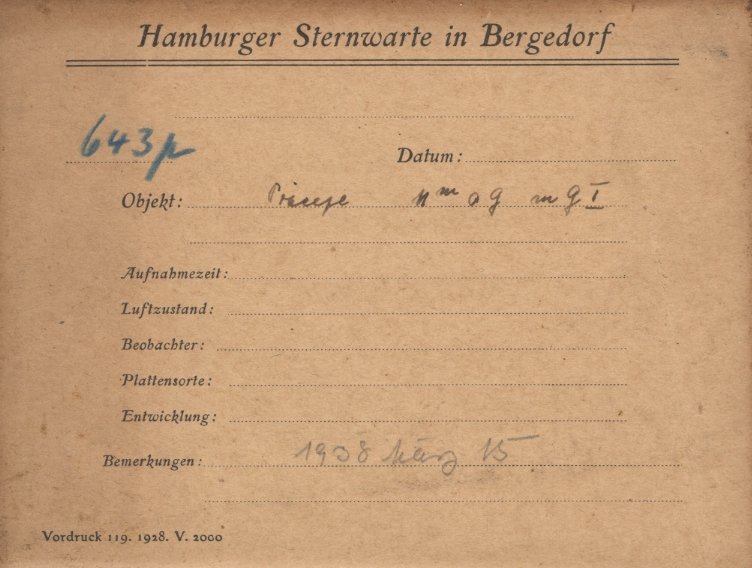 Hamburger Sternwarte in Bergedorf
643p
Datum:
Objekt: Präsepe m g I
Aufnahmezeit:
Luftzustand:
Beobachter:
Plattensorte:
Entwicklung:
Bemerkungen: 1938 März 15
Vordruck 119. 1928. V. 2000